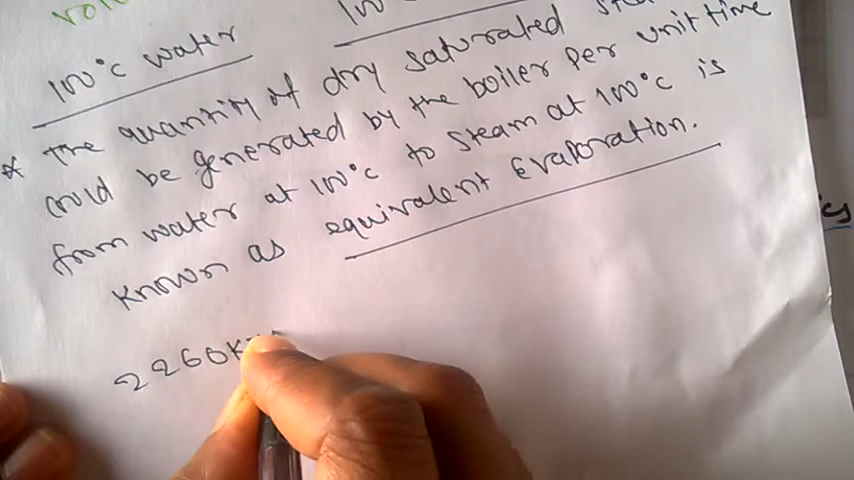 100°C water
* The quantity of dry saturated
could be generated by the boiler per unit time
from water at 100°C to steam at 100°C is
known as equivalent Evaporation.
2260K